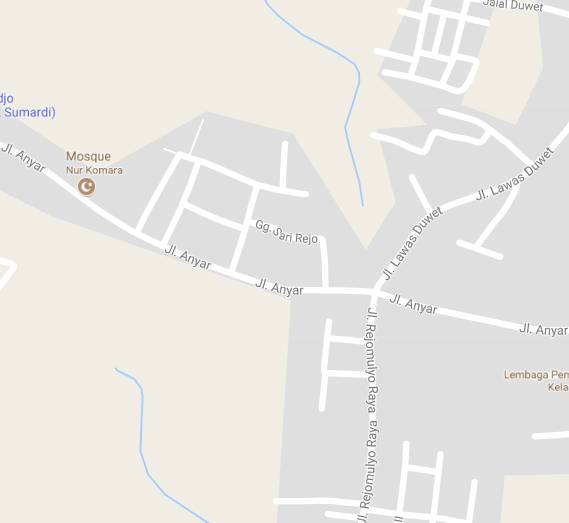 Jalal Duwet
djo
t Sumardi)
Jl. Anyar
Mosque
Nur Komara
Jl. Lawas Duwet
Gg. Sari Rejo
Jl. Lawas Duwet
Jl. Anyar
Jl. Anyar
Jl. Anyar
Jl. Anyar
Jl. Rejomulyo Raya
Lembaga Pem
Kela
Jl. Rejomulyo Raya